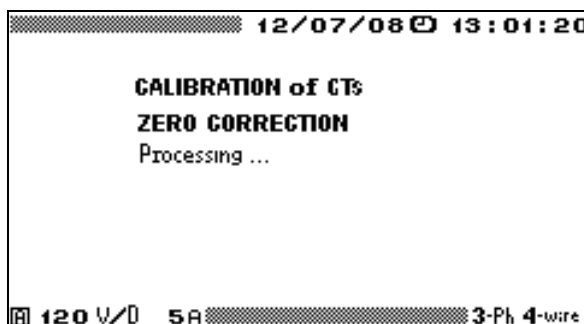 12/07/08 13:01:20
CALIBRATION of CTs
ZERO CORRECTION
Processing ...
A 120 V/D 5A 3-Ph 4-wire